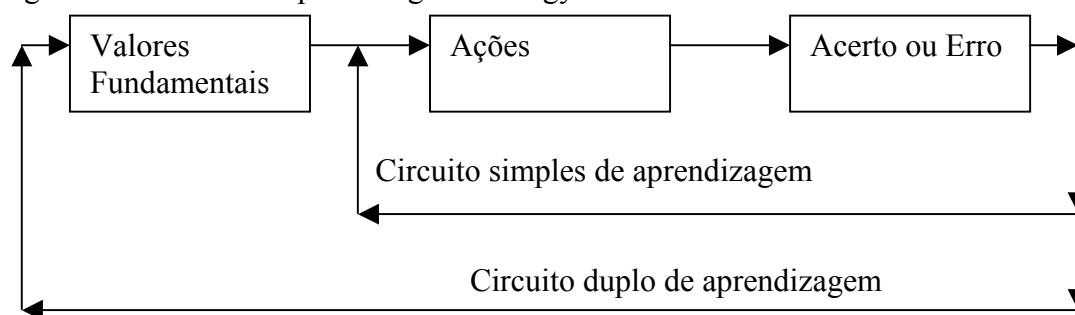 Valores
Fundamentais
Ações
Acerto ou Erro
Circuito simples de aprendizagem
Circuito duplo de aprendizagem